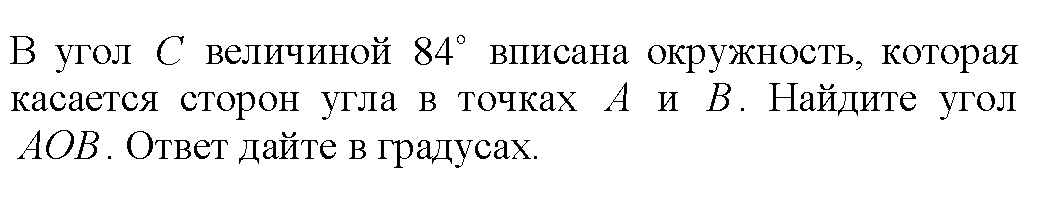 В угол C величиной 84° вписана окружность, которая
касается сторон угла в точках A и B. Найдите угол
AOB. Ответ дайте в градусах.